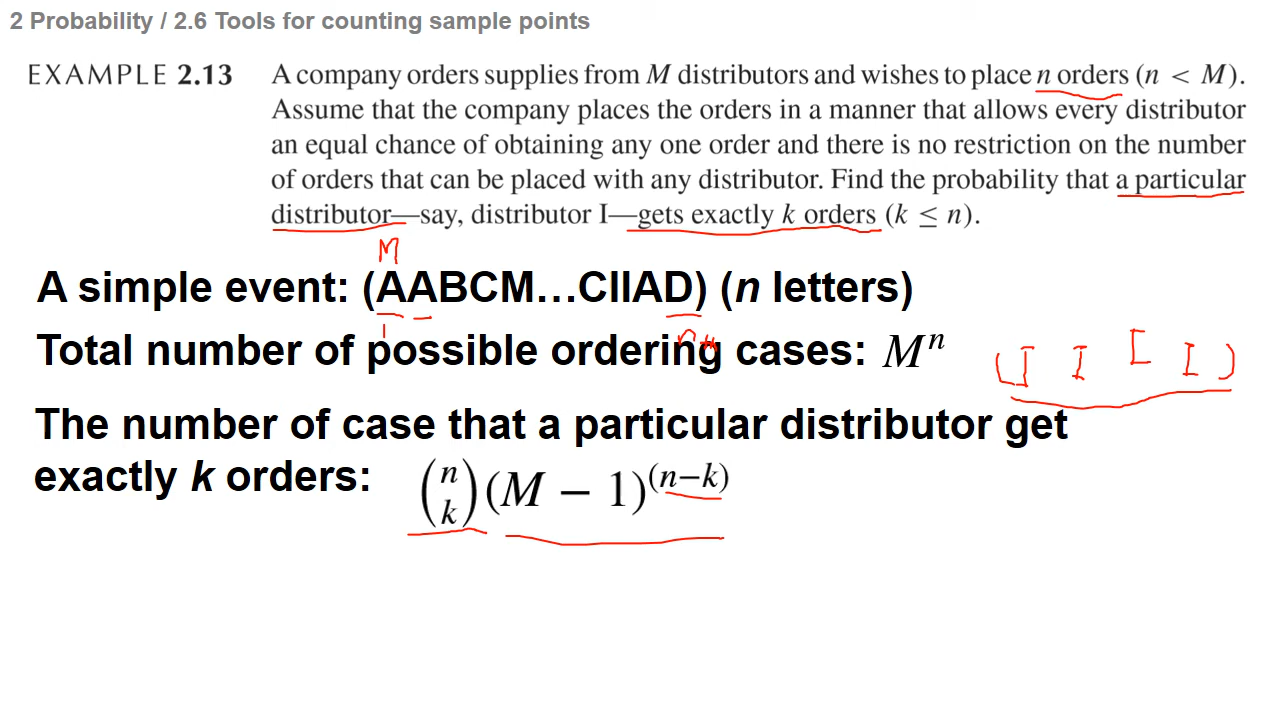 2 Probability / 2.6 Tools for counting sample points
EXAMPLE 2.13 A company orders supplies from M distributors and wishes to place n orders (n < M).
Assume that the company places the orders in a manner that allows every distributor
an equal chance of obtaining any one order and there is no restriction on the number
of orders that can be placed with any distributor. Find the probability that a particular
distributor—say, distributor I—gets exactly k orders (k ≤ n).
M
A simple event: (AABCM…CIIAD) (n letters)
1 nth
Total number of possible ordering cases: Mⁿ
(I I I I)
The number of case that a particular distributor get
exactly k orders: (n k)(M − 1)^(n−k)